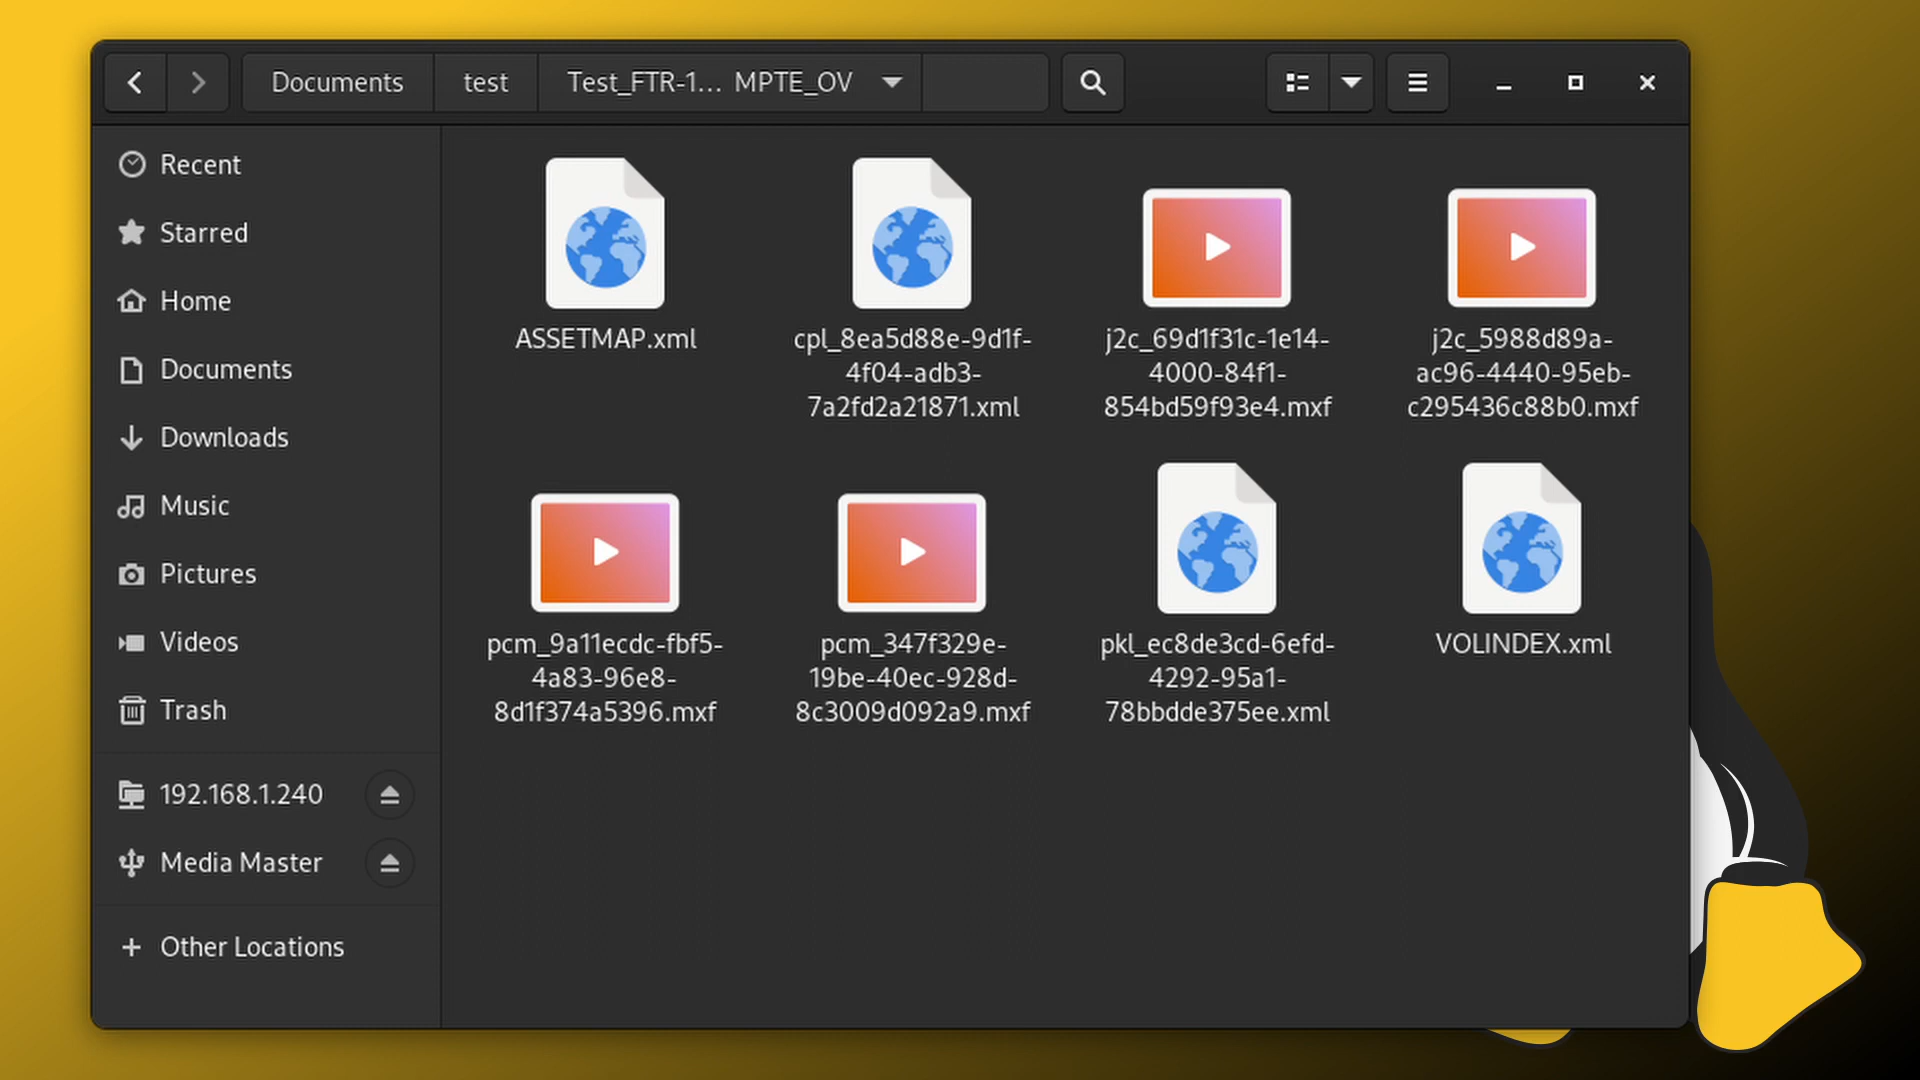 Documents
test
Test_FTR-1… MPTE_OV
Recent
Starred
Home
Documents
Downloads
Music
Pictures
Videos
Trash
192.168.1.240
Media Master
Other Locations
ASSETMAP.xml
cpl_8ea5d88e-9d1f-
4f04-adb3-
7a2fd2a21871.xml
j2c_69d1f31c-1e14-
4000-84f1-
854bd59f93e4.mxf
j2c_5988d89a-
ac96-4440-95eb-
c295436c88b0.mxf
pcm_9a11ecdc-fbf5-
4a83-96e8-
8d1f374a5396.mxf
pcm_347f329e-
19be-40ec-928d-
8c3009d092a9.mxf
pkl_ec8de3cd-6efd-
4292-95a1-
78bbdde375ee.xml
VOLINDEX.xml